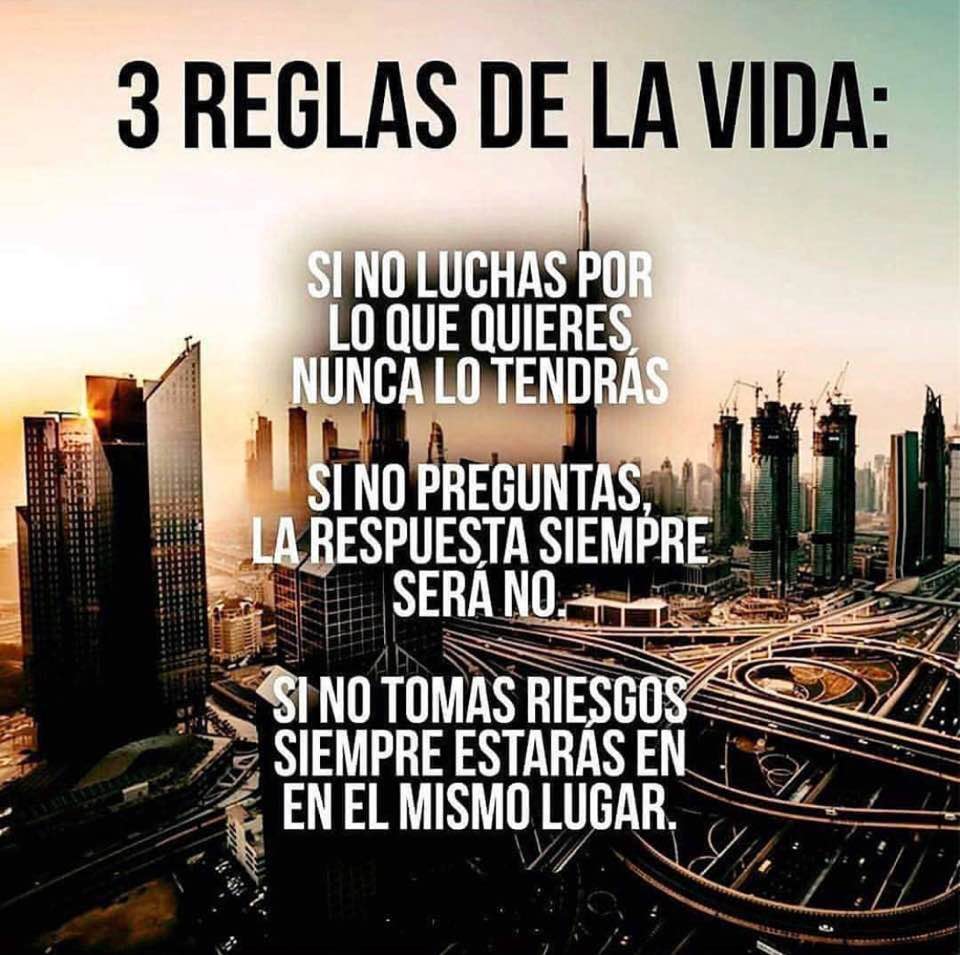 3 REGLAS DE LA VIDA:
SI NO LUCHAS POR
LO QUE QUIERES
NUNCA LO TENDRÁS
SI NO PREGUNTAS,
LA RESPUESTA SIEMPRE
SERÁ NO.
SI NO TOMAS RIESGOS
SIEMPRE ESTARÁS EN
EN EL MISMO LUGAR.